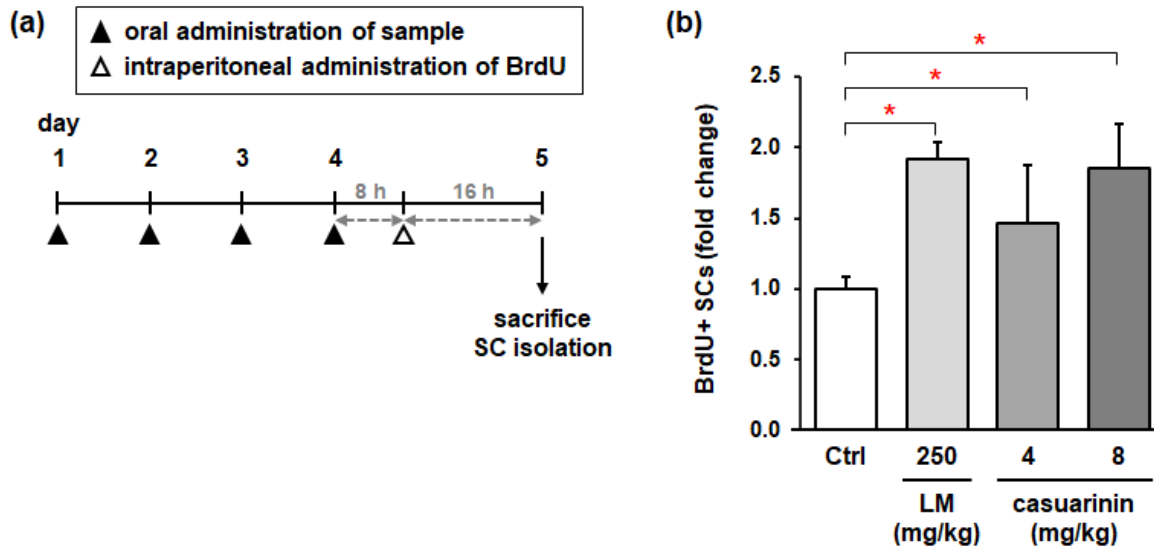 (a)
▲ oral administration of sample
△ intraperitoneal administration of BrdU
day
1 2 3 4 5
8 h 16 h
sacrifice
SC isolation
(b)
* 
*
*
BrdU+ SCs (fold change)
2.5
2.0
1.5
1.0
0.5
0.0
Ctrl 250 4 8
LM casuarinin
(mg/kg) (mg/kg)